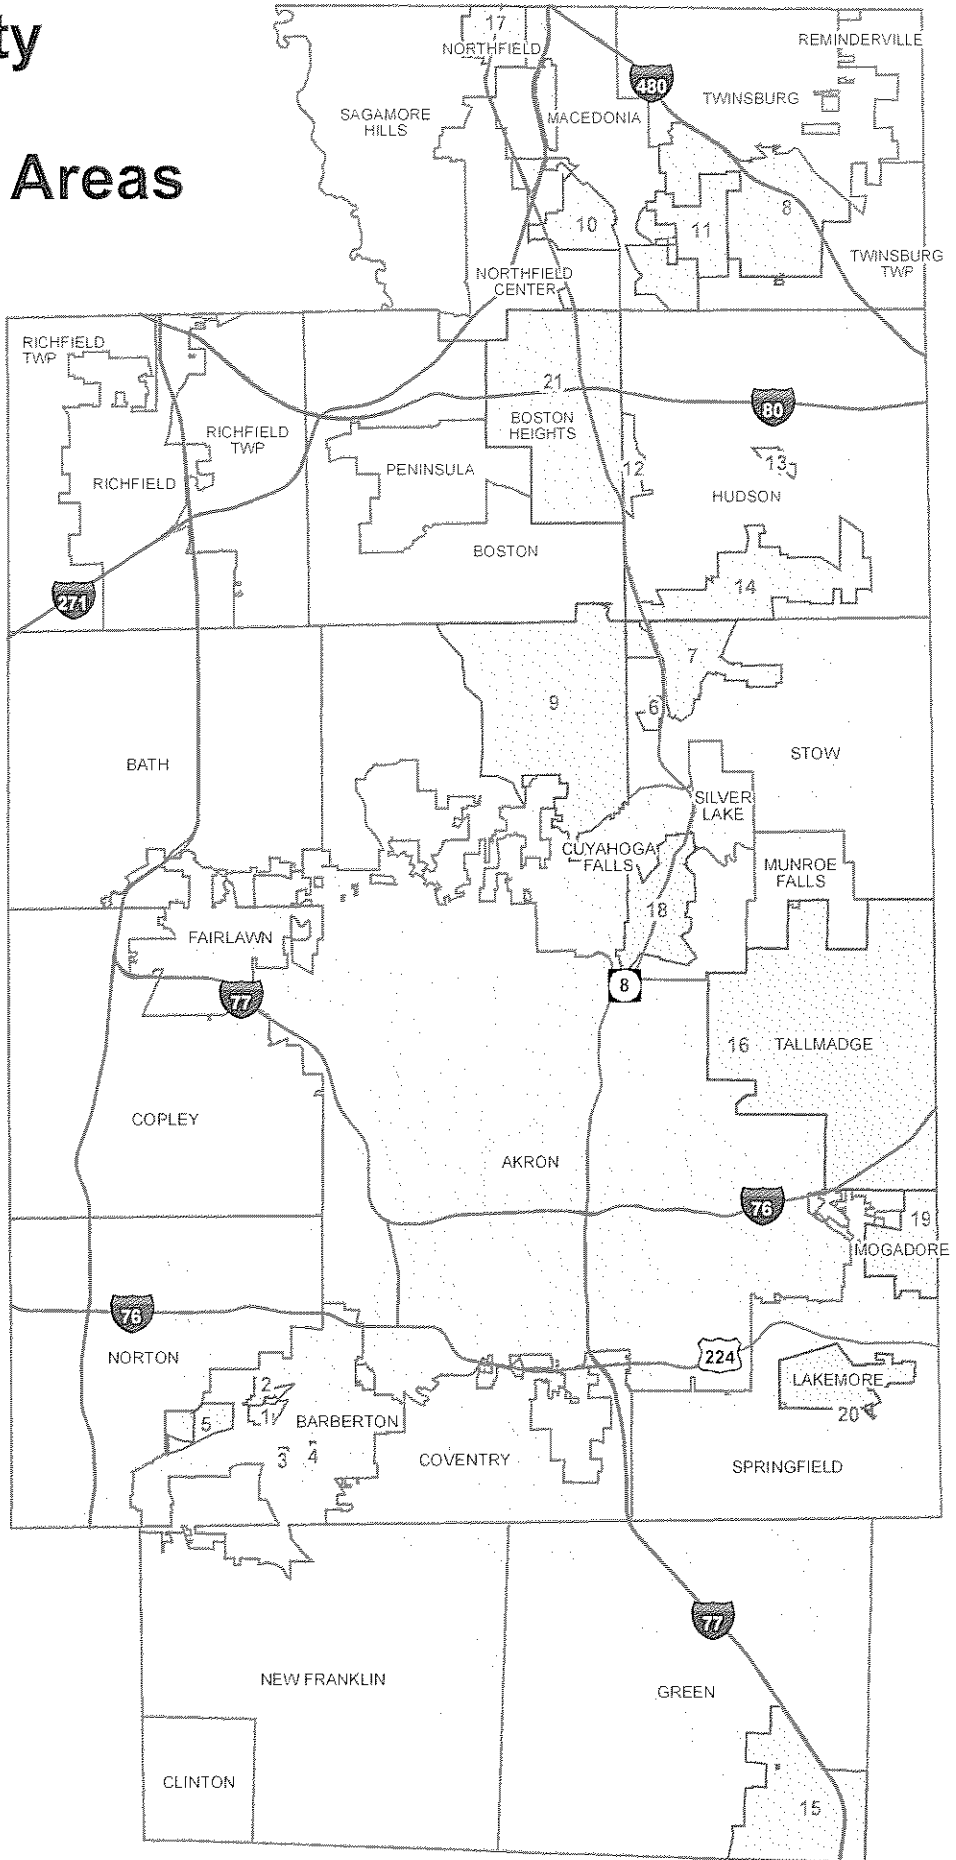 ty
Areas
17
NORTHFIELD
REMINDERVILLE
480
TWINSBURG
SAGAMORE
HILLS
MACEDONIA
8
10
11
TWINSBURG
TWP
NORTHFIELD
CENTER
RICHFIELD
TWP
21
80
BOSTON
HEIGHTS
RICHFIELD
TWP
PENINSULA
12
13
RICHFIELD
HUDSON
BOSTON
14
271
7
9
6
STOW
BATH
SILVER
LAKE
CUYAHOGA
FALLS
MUNROE
FALLS
18
FAIRLAWN
8
77
16
TALLMADGE
COPLEY
AKRON
76
19
MOGADORE
76
NORTON
224
LAKEMORE
2
1
20
5
BARBERTON
3
4
COVENTRY
SPRINGFIELD
77
NEW FRANKLIN
GREEN
CLINTON
15